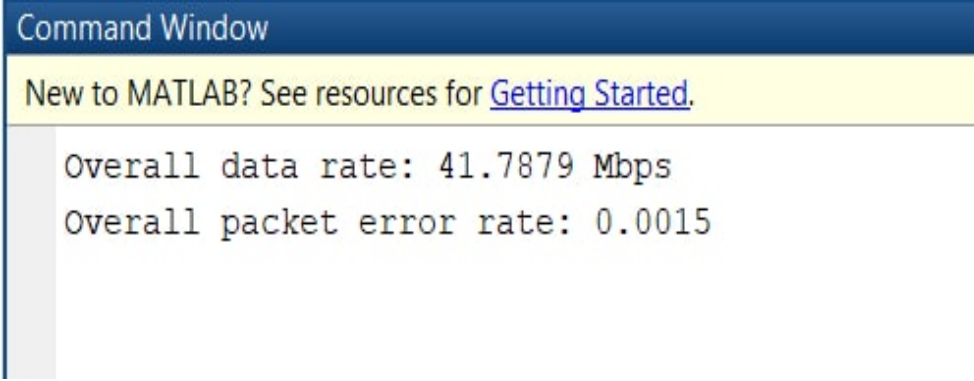 Command Window
New to MATLAB? See resources for Getting Started.
Overall data rate: 41.7879 Mbps
Overall packet error rate: 0.0015